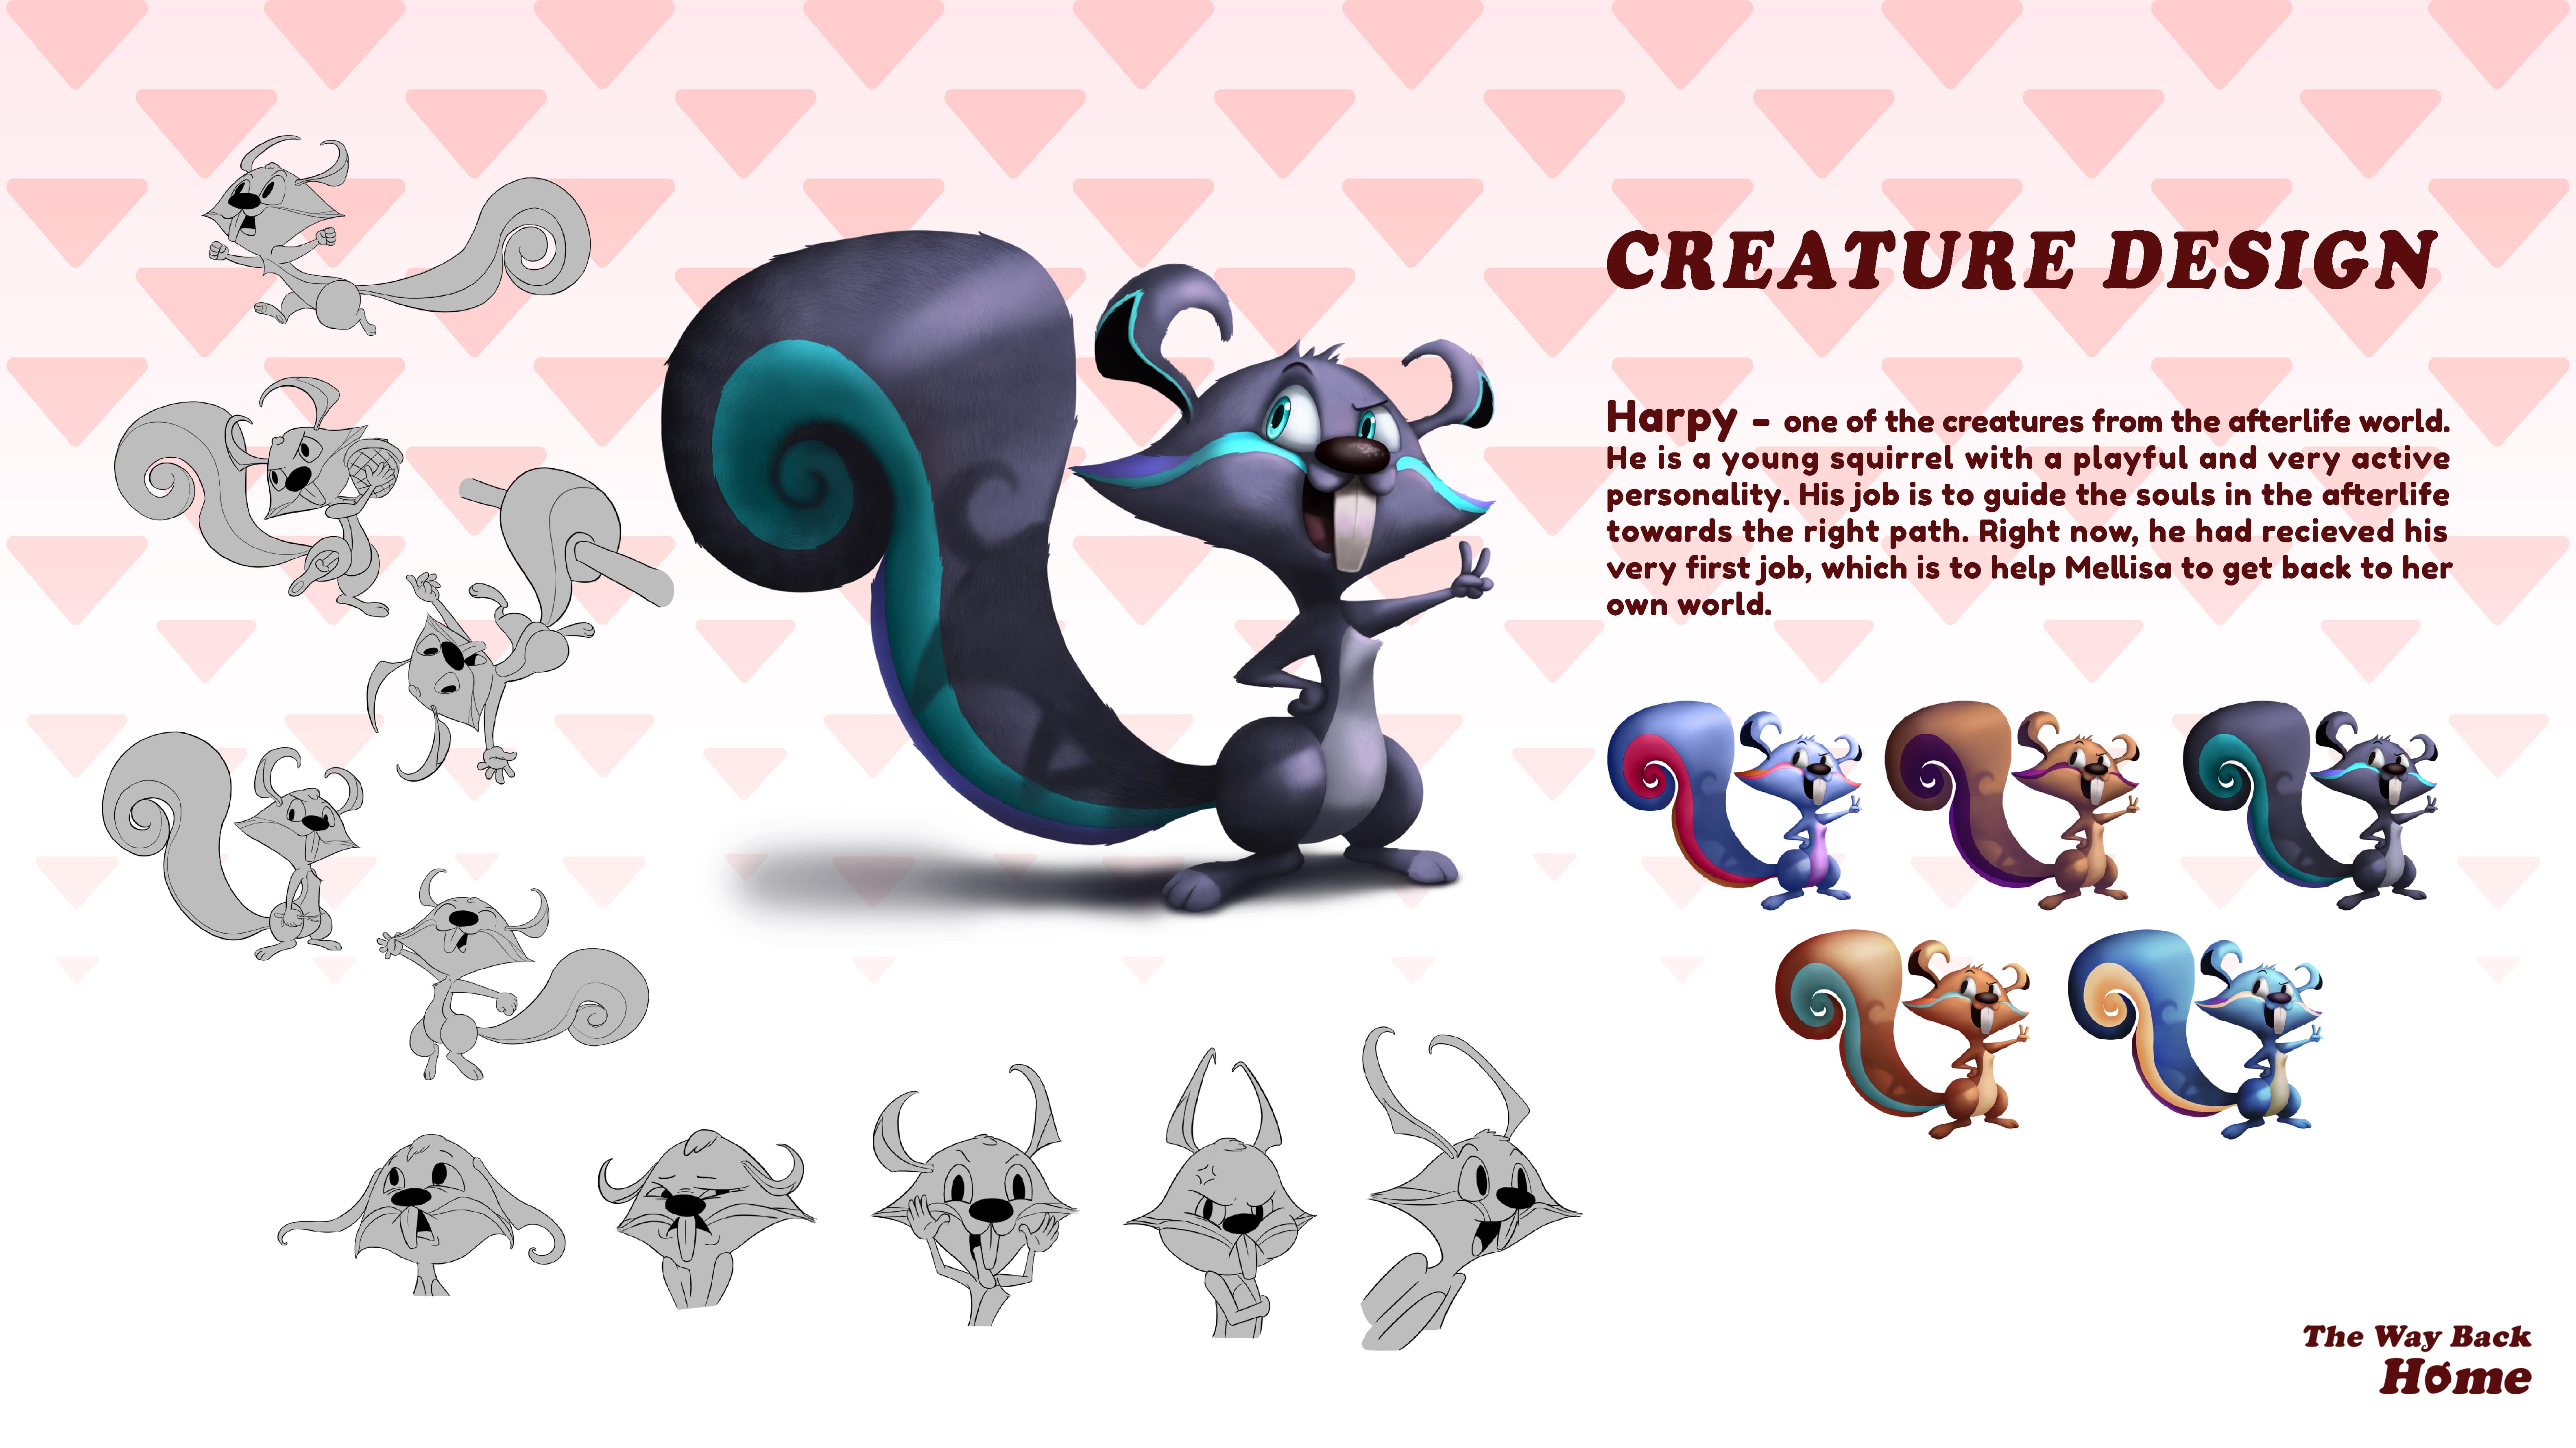 CREATURE DESIGN
Harpy - one of the creatures from the afterlife world.
He is a young squirrel with a playful and very active
personality. His job is to guide the souls in the afterlife
towards the right path. Right now, he had recieved his
very first job, which is to help Mellisa to get back to her
own world.
The Way Back
Home